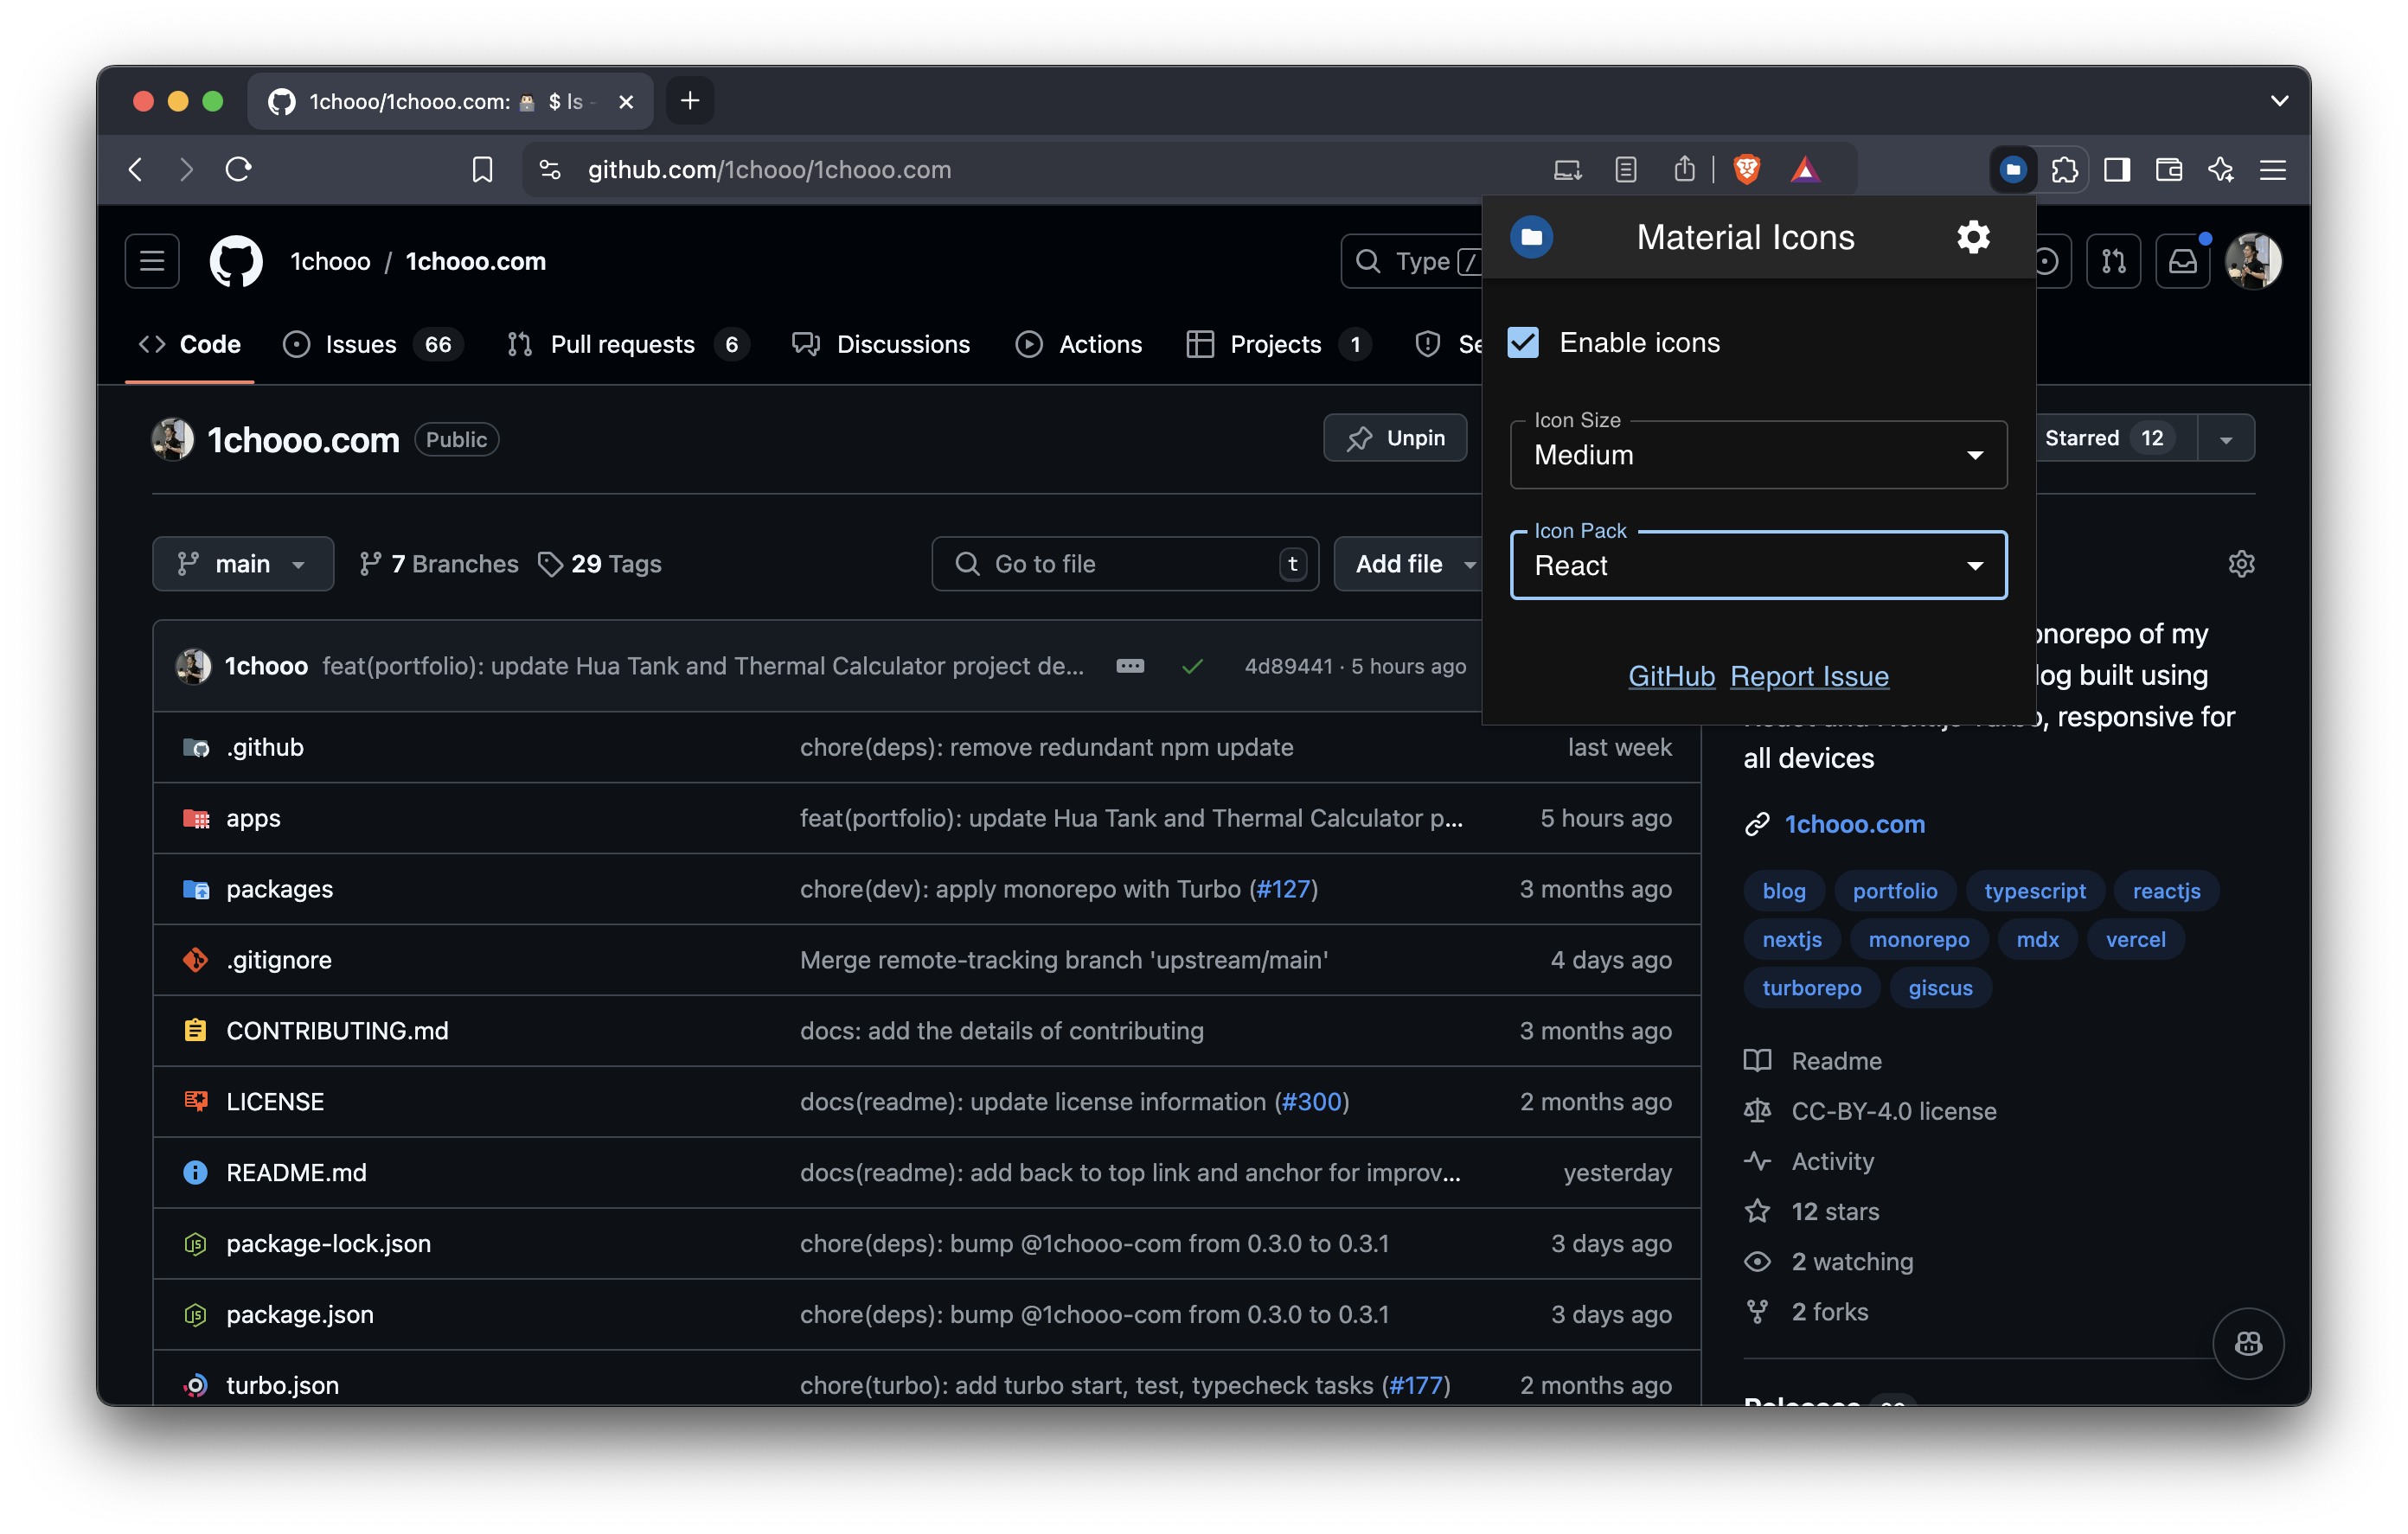 1chooo/1chooo.com: $ ls -
github.com/1chooo/1chooo.com
1chooo / 1chooo.com
Type /
Code
Issues 66
Pull requests 6
Discussions
Actions
Projects 1
Material Icons
Enable icons
Icon Size
Medium
Icon Pack
React
GitHub Report Issue
1chooo.com Public
Unpin
Starred 12
main
7 Branches
29 Tags
Go to file t
Add file
1chooo feat(portfolio): update Hua Tank and Thermal Calculator project de... 4d89441 · 5 hours ago
.github chore(deps): remove redundant npm update last week
apps feat(portfolio): update Hua Tank and Thermal Calculator p... 5 hours ago
packages chore(dev): apply monorepo with Turbo (#127) 3 months ago
.gitignore Merge remote-tracking branch 'upstream/main' 4 days ago
CONTRIBUTING.md docs: add the details of contributing 3 months ago
LICENSE docs(readme): update license information (#300) 2 months ago
README.md docs(readme): add back to top link and anchor for improv... yesterday
package-lock.json chore(deps): bump @1chooo-com from 0.3.0 to 0.3.1 3 days ago
package.json chore(deps): bump @1chooo-com from 0.3.0 to 0.3.1 3 days ago
turbo.json chore(turbo): add turbo start, test, typecheck tasks (#177) 2 months ago
of my
built using
responsive for
all devices
1chooo.com
blog portfolio typescript reactjs
nextjs monorepo mdx vercel
turborepo giscus
Readme
CC-BY-4.0 license
Activity
12 stars
2 watching
2 forks